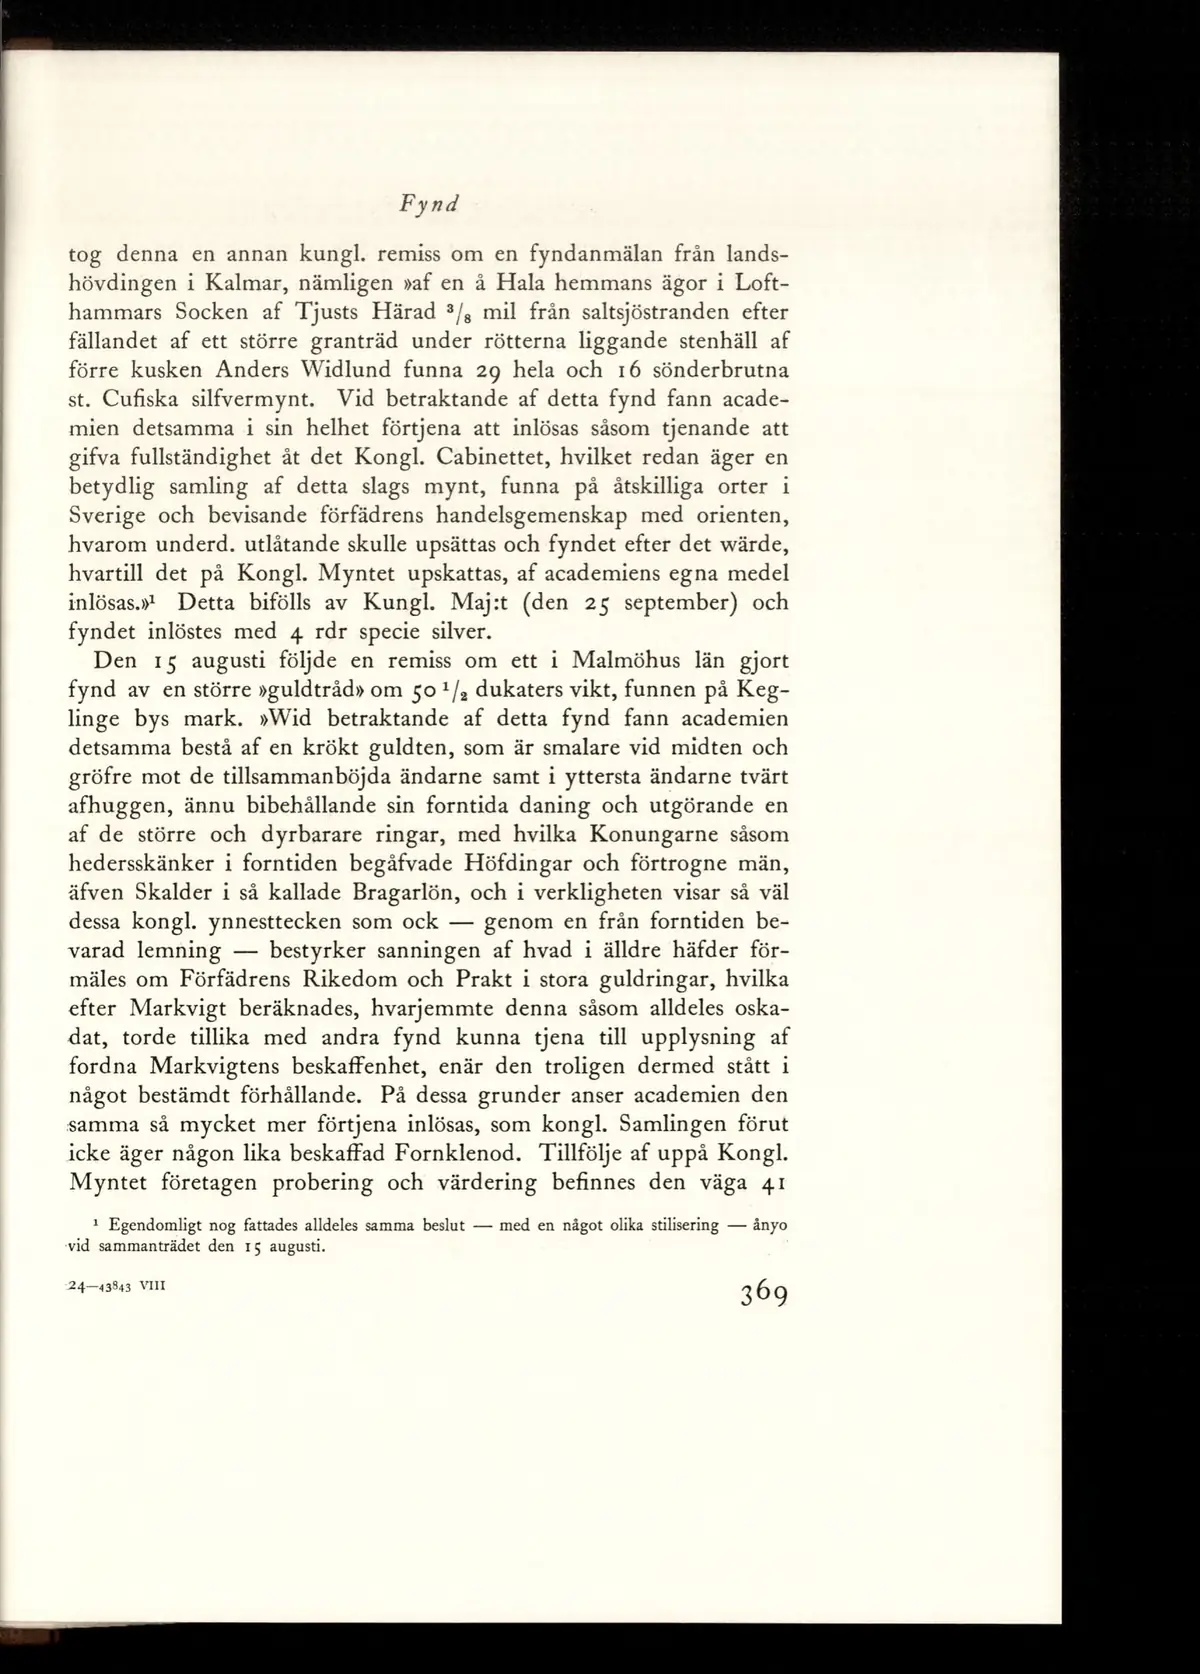 Fynd
tog denna en annan kungl. remiss om en fyndanmälan från lands-
hövdingen i Kalmar, nämligen »af en å Hala hemmans ägor i Loft-
hammars Socken af Tjusts Härad ³/₈ mil från saltsjöstranden efter
fällandet af ett större granträd under rötterna liggande stenhäll af
förre kusken Anders Widlund funna 29 hela och 16 sönderbrutna
st. Cufiska silfvermynt. Vid betraktande af detta fynd fann acade-
mien detsamma i sin helhet förtjena att inlösas såsom tjenande att
gifva fullständighet åt det Kongl. Cabinettet, hvilket redan äger en
betydlig samling af detta slags mynt, funna på åtskilliga orter i
Sverige och bevisande förfädrens handelsgemenskap med orienten,
hvarom underd. utlåtande skulle upsättas och fyndet efter det wärde,
hvartill det på Kongl. Myntet upskattas, af academiens egna medel
inlösas.»¹ Detta bifölls av Kungl. Maj:t (den 25 september) och
fyndet inlöstes med 4 rdr specie silver.
Den 15 augusti följde en remiss om ett i Malmöhus län gjort
fynd av en större »guldtråd» om 50 ¹/₂ dukaters vikt, funnen på Keg-
linge bys mark. »Wid betraktande af detta fynd fann academien
detsamma bestå af en krökt guldten, som är smalare vid midten och
gröfre mot de tillsammanböjda ändarne samt i yttersta ändarne tvärt
afhuggen, ännu bibehållande sin forntida daning och utgörande en
af de större och dyrbarare ringar, med hvilka Konungarne såsom
hedersskänker i forntiden begåfvade Höfdingar och förtrogne män,
äfven Skalder i så kallade Bragarlön, och i verkligheten visar så väl
dessa kongl. ynnesttecken som ock — genom en från forntiden be-
varad lemning — bestyrker sanningen af hvad i älldre häfder för-
mäles om Förfädrens Rikedom och Prakt i stora guldringar, hvilka
efter Markvigt beräknades, hvarjemmte denna såsom alldeles oska-
dat, torde tillika med andra fynd kunna tjena till upplysning af
fordna Markvigtens beskaffenhet, enär den troligen dermed stått i
något bestämdt förhållande. På dessa grunder anser academien den
samma så mycket mer förtjena inlösas, som kongl. Samlingen förut
icke äger någon lika beskaffad Fornklenod. Tillfölje af uppå Kongl.
Myntet företagen probering och värdering befinnes den väga 41
¹ Egendomligt nog fattades alldeles samma beslut — med en något olika stilisering — ånyo
vid sammanträdet den 15 augusti.
24—43843 VIII
369